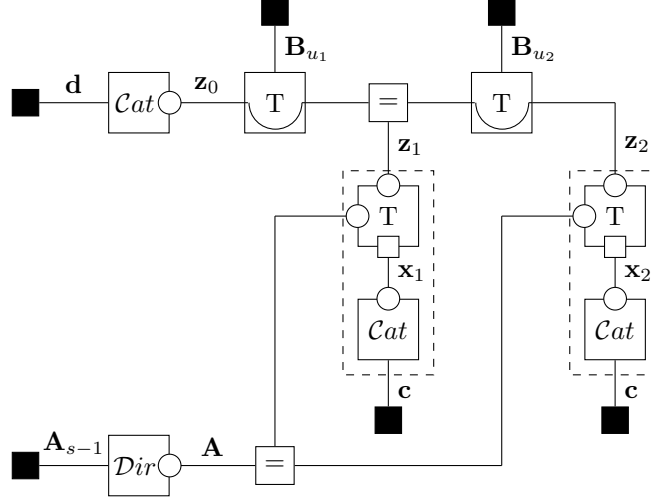 B_{u_1} B_{u_2}
d Cat z_0 T = T
z_1 z_2
T T
x_1 x_2
Cat Cat
c c
A_{s−1} Dir A =